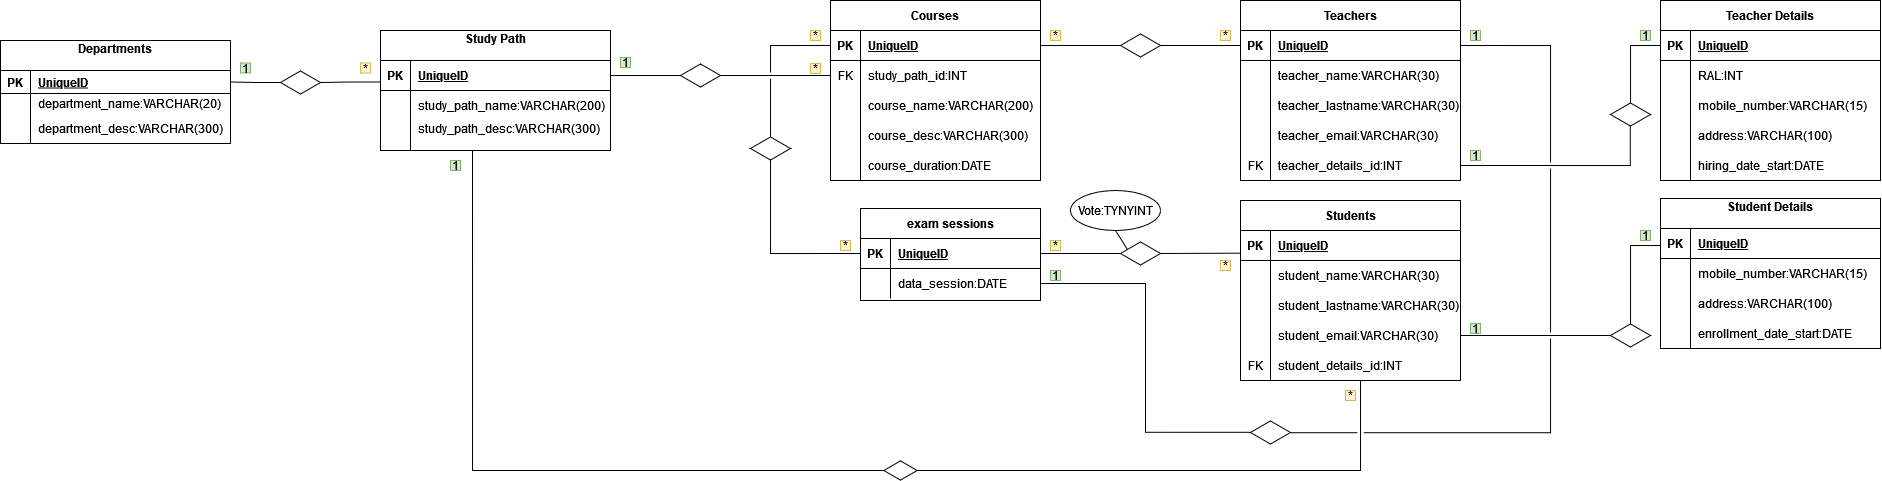 Departments
PK UniqueID
department_name:VARCHAR(20)
department_desc:VARCHAR(300)
1
*
Study Path
PK UniqueID
study_path_name:VARCHAR(200)
study_path_desc:VARCHAR(300)
1
1
*
*
Courses
PK UniqueID
FK study_path_id:INT
course_name:VARCHAR(200)
course_desc:VARCHAR(300)
course_duration:DATE
*
*
Teachers
PK UniqueID
teacher_name:VARCHAR(30)
teacher_lastname:VARCHAR(30)
teacher_email:VARCHAR(30)
FK teacher_details_id:INT
1
1
1
Teacher Details
PK UniqueID
RAL:INT
mobile_number:VARCHAR(15)
address:VARCHAR(100)
hiring_date_start:DATE
*
exam sessions
PK UniqueID
data_session:DATE
*
1
Vote:TYNYINT
*
Students
PK UniqueID
student_name:VARCHAR(30)
student_lastname:VARCHAR(30)
student_email:VARCHAR(30)
FK student_details_id:INT
*
1
1
Student Details
PK UniqueID
mobile_number:VARCHAR(15)
address:VARCHAR(100)
enrollment_date_start:DATE